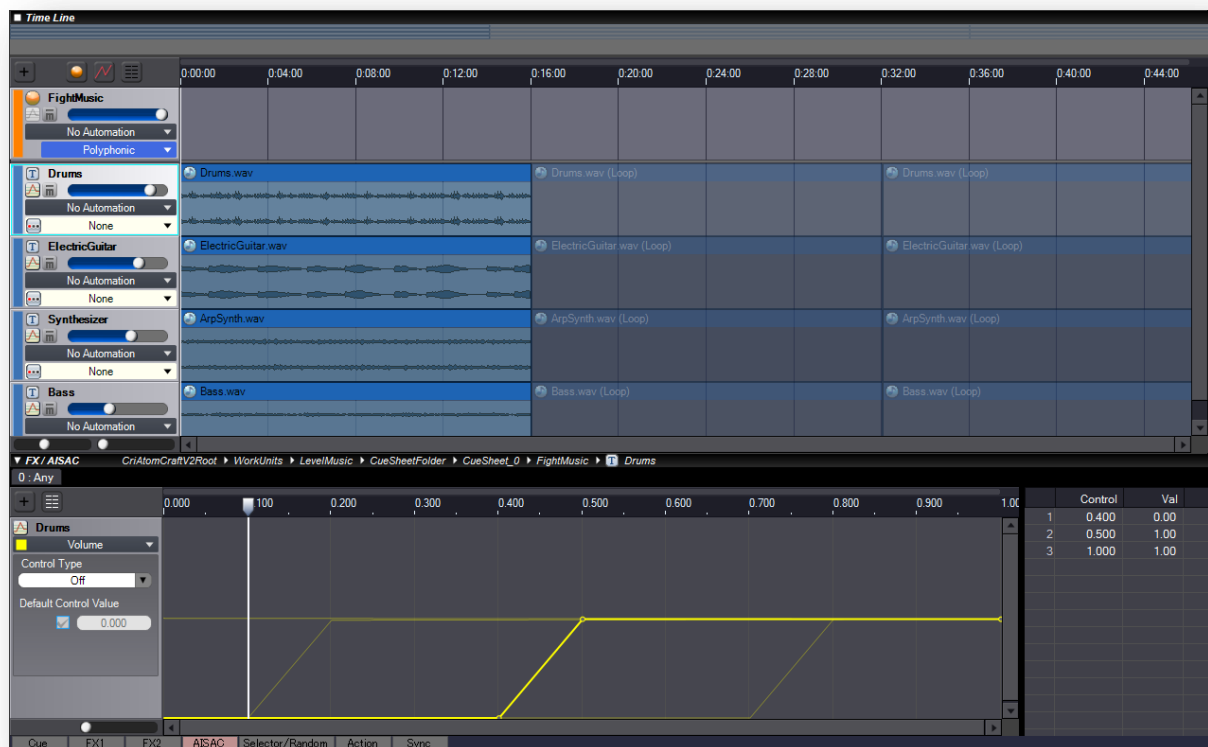 Time Line
0:00:00 0:04:00 0:08:00 0:12:00 0:16:00 0:20:00 0:24:00 0:28:00 0:32:00 0:36:00 0:40:00 0:44:00
FightMusic
m
No Automation
Polyphonic
T Drums
m
No Automation
None
Drums.wav Drums.wav (Loop) Drums.wav (Loop)
T ElectricGuitar
m
No Automation
None
ElectricGuitar.wav ElectricGuitar.wav (Loop) ElectricGuitar.wav (Loop)
T Synthesizer
m
No Automation
None
ArpSynth.wav ArpSynth.wav (Loop) ArpSynth.wav (Loop)
T Bass
m
No Automation
Bass.wav Bass.wav (Loop) Bass.wav (Loop)
FX / AISAC CriAtomCraftV2Root WorkUnits LevelMusic CueSheetFolder CueSheet_0 FightMusic T Drums
0 : Any
0.000 .100 0.200 0.300 0.400 0.500 0.600 0.700 0.800 0.900 1.00
Drums
Volume
Control Type
Off
Default Control Value
0.000
Control Val
1 0.400 0.00
2 0.500 1.00
3 1.000 1.00
Cue FX1 FX2 AISAC Selector/Random Action Sync